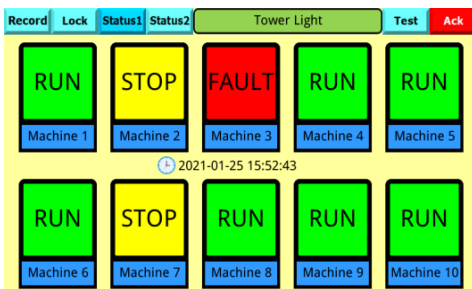 Record Lock Status1 Status2 Tower Light Test Ack
RUN STOP FAULT RUN RUN
Machine 1 Machine 2 Machine 3 Machine 4 Machine 5
2021-01-25 15:52:43
RUN STOP RUN RUN RUN
Machine 6 Machine 7 Machine 8 Machine 9 Machine 10